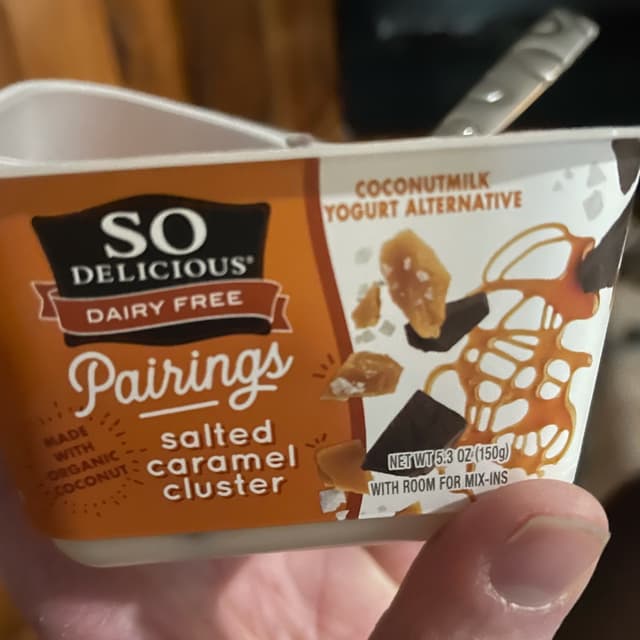 SO
DELICIOUS®
DAIRY FREE
Pairings
MADE
WITH
ORGANIC
COCONUT
salted
caramel
cluster
COCONUTMILK
YOGURT ALTERNATIVE
NET WT 5.3 OZ (150g)
WITH ROOM FOR MIX-INS